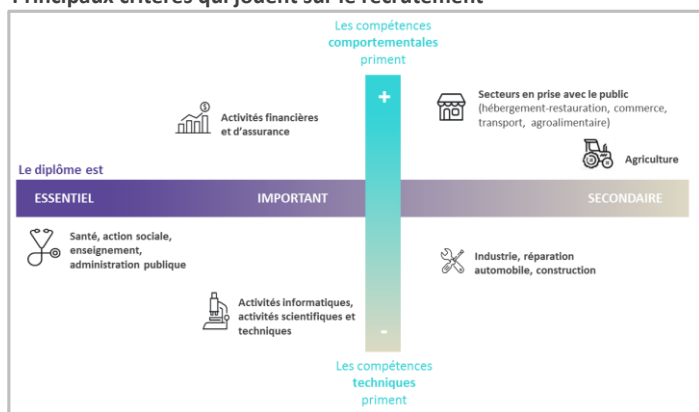 Principaux critères qui jouent sur le recrutement
Les compétences
comportementales
priment
+
Activités financières
et d'assurance
Secteurs en prise avec le public
(hébergement-restauration, commerce,
transport, agroalimentaire)
Agriculture
Le diplôme est
ESSENTIEL
IMPORTANT
SECONDAIRE
Santé, action sociale,
enseignement,
administration publique
Industrie, réparation
automobile, construction
Activités informatiques,
activités scientifiques et
techniques
-
Les compétences
techniques
priment